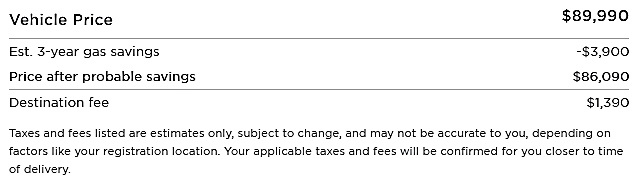 Vehicle Price $89,990
Est. 3-year gas savings -$3,900
Price after probable savings $86,090
Destination fee $1,390
Taxes and fees listed are estimates only, subject to change, and may not be accurate to you, depending on
factors like your registration location. Your applicable taxes and fees will be confirmed for you closer to time
of delivery.